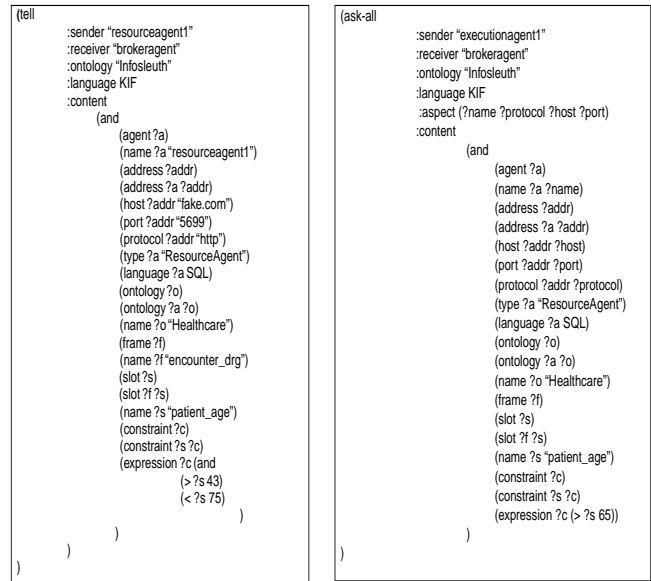 (tell
:sender “resourceagent1”
:receiver “brokeragent”
:ontology “Infosleuth”
:language KIF
:content
(and
(agent ?a)
(name ?a “resourceagent1”)
(address ?addr)
(address ?a ?addr)
(host ?addr “fake.com”)
(port ?addr “5699”)
(protocol ?addr “http”)
(type ?a “ResourceAgent”)
(language ?a SQL)
(ontology ?o)
(ontology ?a ?o)
(name ?o “Healthcare”)
(frame ?f)
(name ?f “encounter_drg”)
(slot ?s)
(slot ?f ?s)
(name ?s “patient_age”)
(constraint ?c)
(constraint ?s ?c)
(expression ?c (and
(> ?s 43)
(< ?s 75)
)
)
)
)
(ask-all
:sender “executionagent1”
:receiver “brokeragent”
:ontology “Infosleuth”
:language KIF
:aspect (?name ?protocol ?host ?port)
:content
(and
(agent ?a)
(name ?a ?name)
(address ?addr)
(address ?a ?addr)
(host ?addr ?host)
(port ?addr ?port)
(protocol ?addr ?protocol)
(type ?a “ResourceAgent”)
(language ?a SQL)
(ontology ?o)
(ontology ?a ?o)
(name ?o “Healthcare”)
(frame ?f)
(slot ?s)
(slot ?f ?s)
(name ?s “patient_age”)
(constraint ?c)
(constraint ?s ?c)
(expression ?c (> ?s 65))
)
)